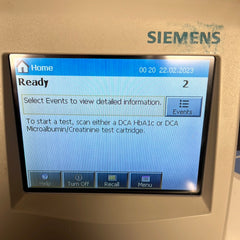 SIEMENS
Home 00:20 22.02.2023
Ready 2
Select Events to view detailed information.
Events
To start a test, scan either a DCA HbA1c or DCA
Microalbumin/Creatinine test cartridge.
Help Turn Off Recall Menu